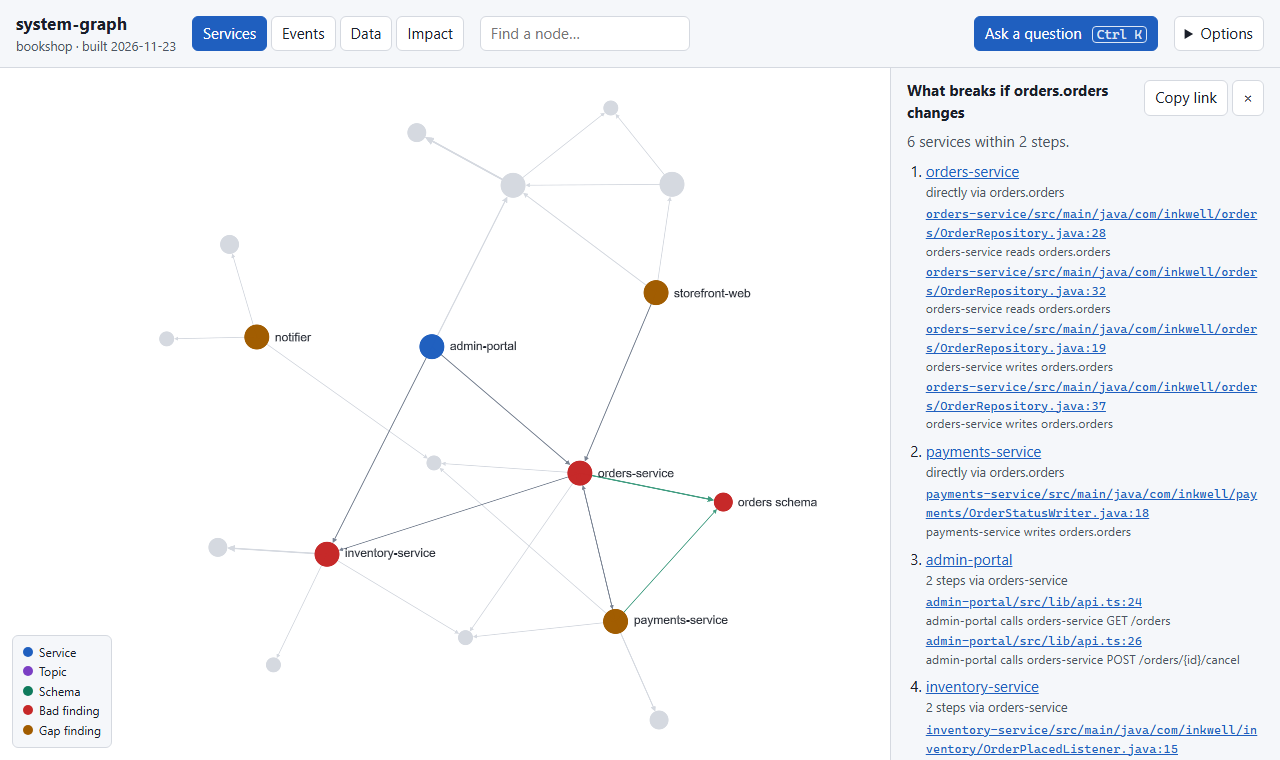 system-graph
bookshop · built 2026-11-23
Services
Events
Data
Impact
Find a node...
Ask a question Ctrl K
▶ Options
What breaks if orders.orders
changes
Copy link
×
6 services within 2 steps.
1. orders-service
directly via orders.orders
orders-service/src/main/java/com/inkwell/order
s/OrderRepository.java:28
orders-service reads orders.orders
orders-service/src/main/java/com/inkwell/order
s/OrderRepository.java:32
orders-service reads orders.orders
orders-service/src/main/java/com/inkwell/order
s/OrderRepository.java:19
orders-service writes orders.orders
orders-service/src/main/java/com/inkwell/order
s/OrderRepository.java:37
orders-service writes orders.orders
2. payments-service
directly via orders.orders
payments-service/src/main/java/com/inkwell/pay
ments/OrderStatusWriter.java:18
payments-service writes orders.orders
3. admin-portal
2 steps via orders-service
admin-portal/src/lib/api.ts:24
admin-portal calls orders-service GET /orders
admin-portal/src/lib/api.ts:26
admin-portal calls orders-service POST /orders/{id}/cancel
4. inventory-service
2 steps via orders-service
inventory-service/src/main/java/com/inkwell/in
ventory/OrderPlacedListener.java:15
storefront-web
notifier
admin-portal
orders-service
orders schema
inventory-service
payments-service
Service
Topic
Schema
Bad finding
Gap finding